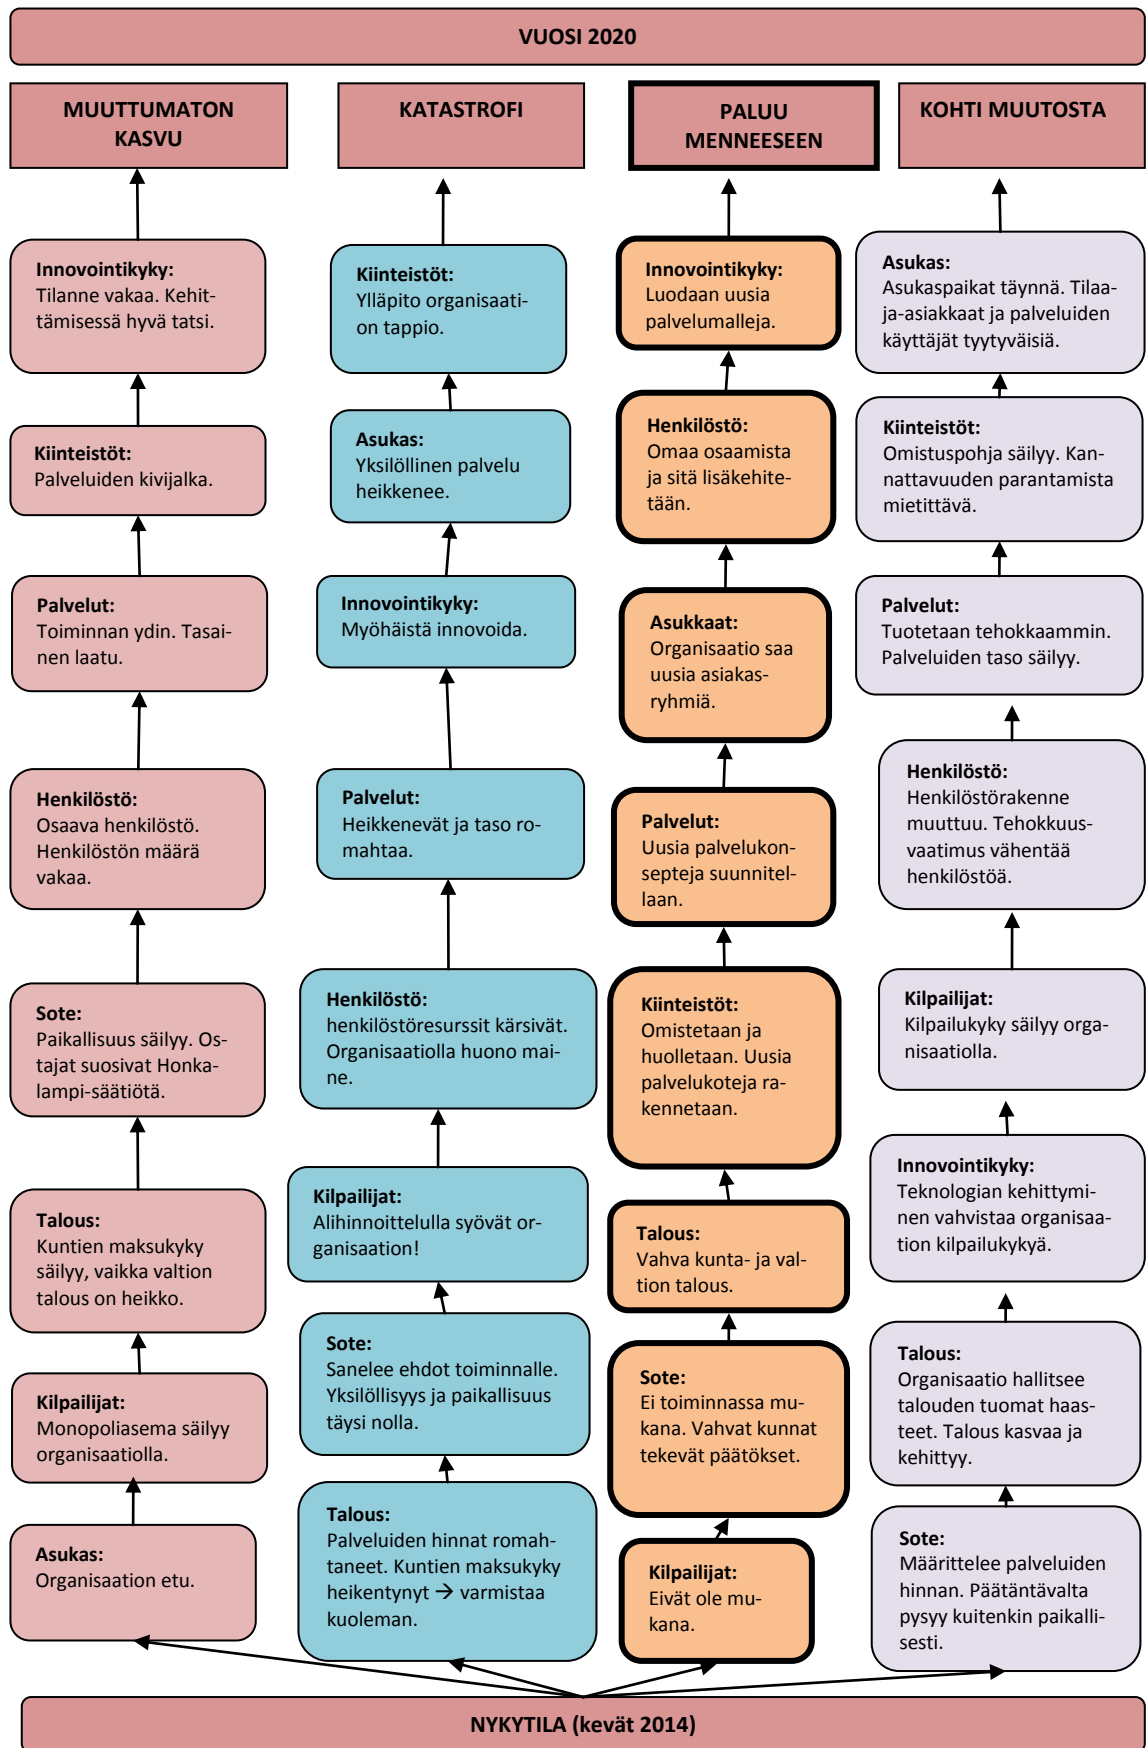 VUOSI 2020
MUUTTUMATON
KASVU
Innovointikyky:
Tilanne vakaa. Kehit-
tämisessä hyvä tatsi.
Kiinteistöt:
Palveluiden kivijalka.
Palvelut:
Toiminnan ydin. Tasai-
nen laatu.
Henkilöstö:
Osaava henkilöstö.
Henkilöstön määrä
vakaa.
Sote:
Paikallisuus säilyy. Os-
tajat suosivat Honka-
lampi-säätiötä.
Talous:
Kuntien maksukyky
säilyy, vaikka valtion
talous on heikko.
Kilpailijat:
Monopoliasema säilyy
organisaatiolla.
Asukas:
Organisaation etu.
KATASTROFI
Kiinteistöt:
Ylläpito organisaati-
on tappio.
Asukas:
Yksilöllinen palvelu
heikkenee.
Innovointikyky:
Myöhäistä innovoida.
Palvelut:
Heikkenevät ja taso ro-
mahtaa.
Henkilöstö:
henkilöstöresurssit kärsivät.
Organisaatiolla huono mai-
ne.
Kilpailijat:
Alihinnoittelulla syövät or-
ganisaation!
Sote:
Sanelee ehdot toiminnalle.
Yksilöllisyys ja paikallisuus
täysi nolla.
Talous:
Palveluiden hinnat romah-
taneet. Kuntien maksukyky
heikentynyt → varmistaa
kuoleman.
PALUU
MENNEESEEN
Innovointikyky:
Luodaan uusia
palvelumalleja.
Henkilöstö:
Omaa osaamista
ja sitä lisäkehite-
tään.
Asukkaat:
Organisaatio saa
uusia asiakas-
ryhmiä.
Palvelut:
Uusia palvelukon-
septeja suunnitel-
laan.
Kiinteistöt:
Omistetaan ja
huolletaan. Uusia
palvelukoteja ra-
kennetaan.
Talous:
Vahva kunta- ja val-
tion talous.
Sote:
Ei toiminnassa mu-
kana. Vahvat kunnat
tekevät päätökset.
Kilpailijat:
Eivät ole mu-
kana.
KOHTI MUUTOSTA
Asukas:
Asukaspaikat täynnä. Tilaa-
ja-asiakkaat ja palveluiden
käyttäjät tyytyväisiä.
Kiinteistöt:
Omistuspohja säilyy. Kan-
nattavuuden parantamista
mietittävä.
Palvelut:
Tuotetaan tehokkaammin.
Palveluiden taso säilyy.
Henkilöstö:
Henkilöstörakenne
muuttuu. Tehokkuus-
vaatimus vähentää
henkilöstöä.
Kilpailijat:
Kilpailukyky säilyy orga-
nisaatiolla.
Innovointikyky:
Teknologian kehittymi-
nen vahvistaa organisaa-
tion kilpailukykyä.
Talous:
Organisaatio hallitsee
talouden tuomat haas-
teet. Talous kasvaa ja
kehittyy.
Sote:
Määrittelee palveluiden
hinnan. Päätäntävalta
pysyy kuitenkin paikalli-
sesti.
NYKYTILA (kevät 2014)